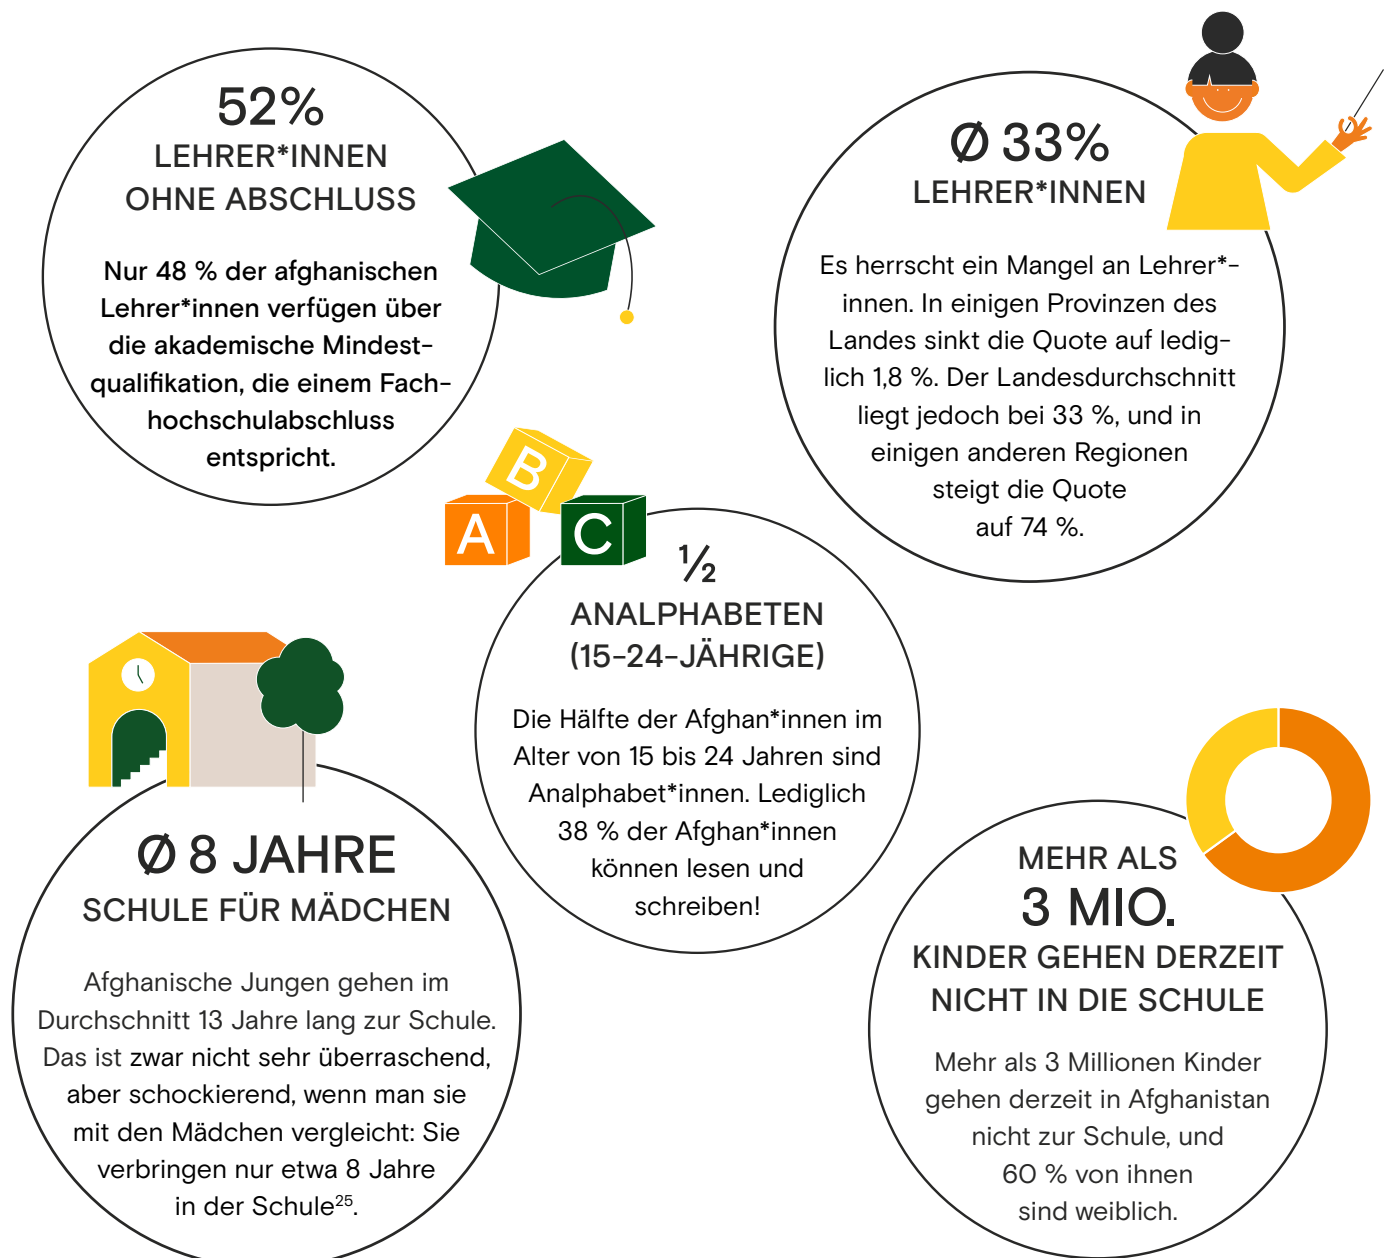 52%
LEHRER*INNEN
OHNE ABSCHLUSS
Nur 48 % der afghanischen
Lehrer*innen verfügen über
die akademische Mindest-
qualifikation, die einem Fach-
hochschulabschluss
entspricht.
Ø 33%
LEHRER*INNEN
Es herrscht ein Mangel an Lehrer*-
innen. In einigen Provinzen des
Landes sinkt die Quote auf ledig-
lich 1,8 %. Der Landesdurchschnitt
liegt jedoch bei 33 %, und in
einigen anderen Regionen
steigt die Quote
auf 74 %.
B
A C
½
ANALPHABETEN
(15-24-JÄHRIGE)
Die Hälfte der Afghan*innen im
Alter von 15 bis 24 Jahren sind
Analphabet*innen. Lediglich
38 % der Afghan*innen
können lesen und
schreiben!
Ø 8 JAHRE
SCHULE FÜR MÄDCHEN
Afghanische Jungen gehen im
Durchschnitt 13 Jahre lang zur Schule.
Das ist zwar nicht sehr überraschend,
aber schockierend, wenn man sie
mit den Mädchen vergleicht: Sie
verbringen nur etwa 8 Jahre
in der Schule²⁵.
MEHR ALS
3 MIO.
KINDER GEHEN DERZEIT
NICHT IN DIE SCHULE
Mehr als 3 Millionen Kinder
gehen derzeit in Afghanistan
nicht zur Schule, und
60 % von ihnen
sind weiblich.